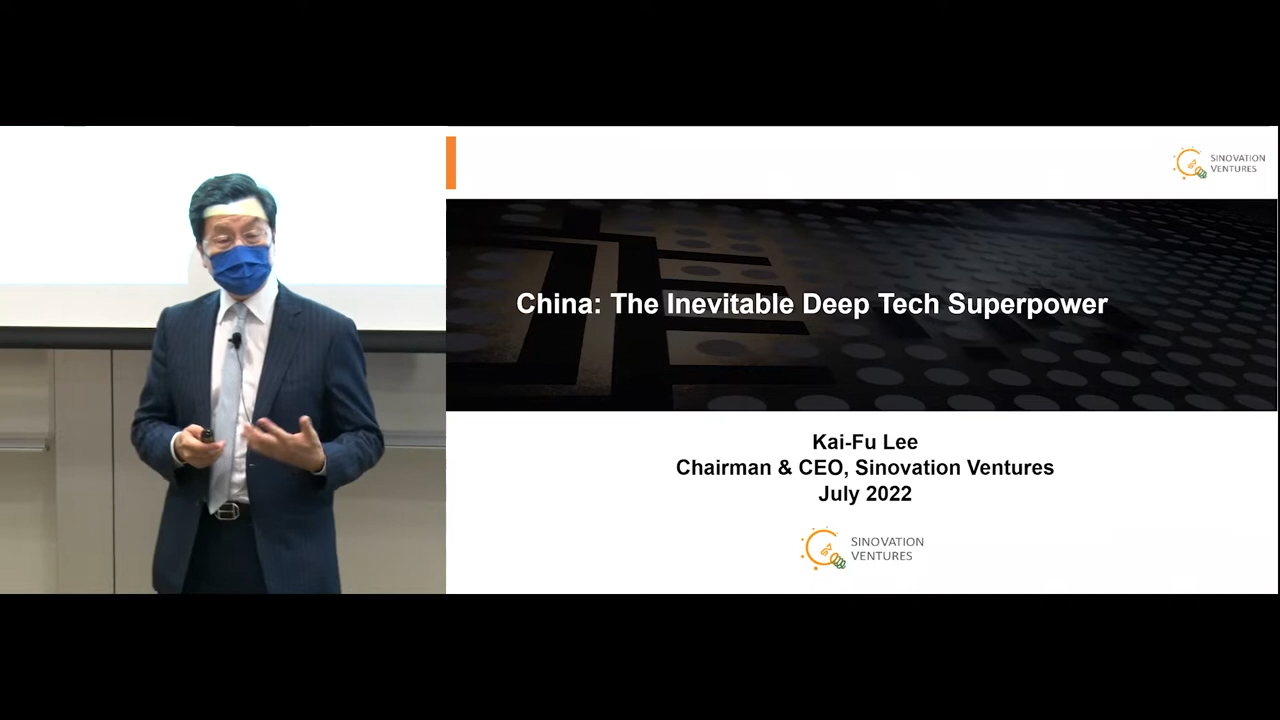 SINOVATION
VENTURES
China: The Inevitable Deep Tech Superpower
Kai-Fu Lee
Chairman & CEO, Sinovation Ventures
July 2022
SINOVATION
VENTURES